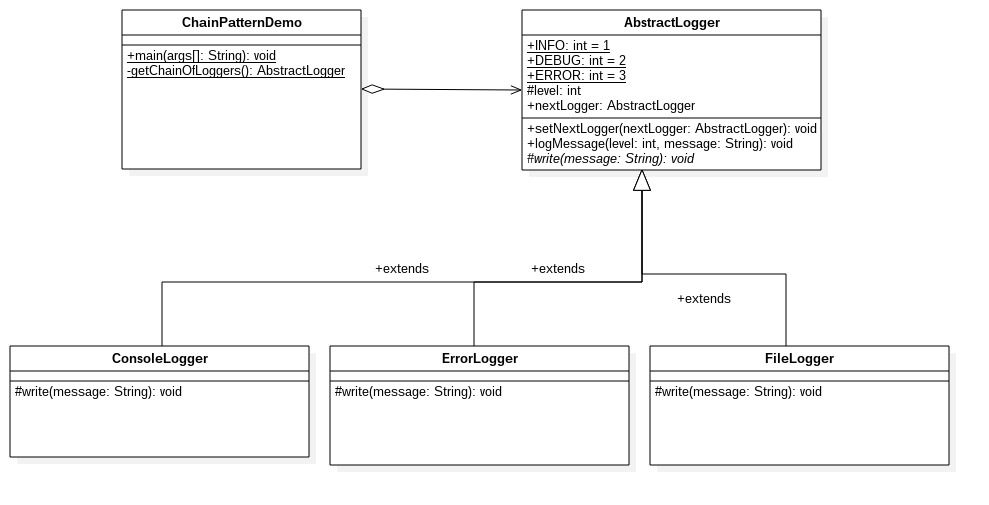 ChainPatternDemo
+main(args[]: String): void
-getChainOfLoggers(): AbstractLogger
AbstractLogger
+INFO: int = 1
+DEBUG: int = 2
+ERROR: int = 3
#level: int
+nextLogger: AbstractLogger
+setNextLogger(nextLogger: AbstractLogger): void
+logMessage(level: int, message: String): void
#write(message: String): void
+extends
+extends
+extends
ConsoleLogger
#write(message: String): void
ErrorLogger
#write(message: String): void
FileLogger
#write(message: String): void